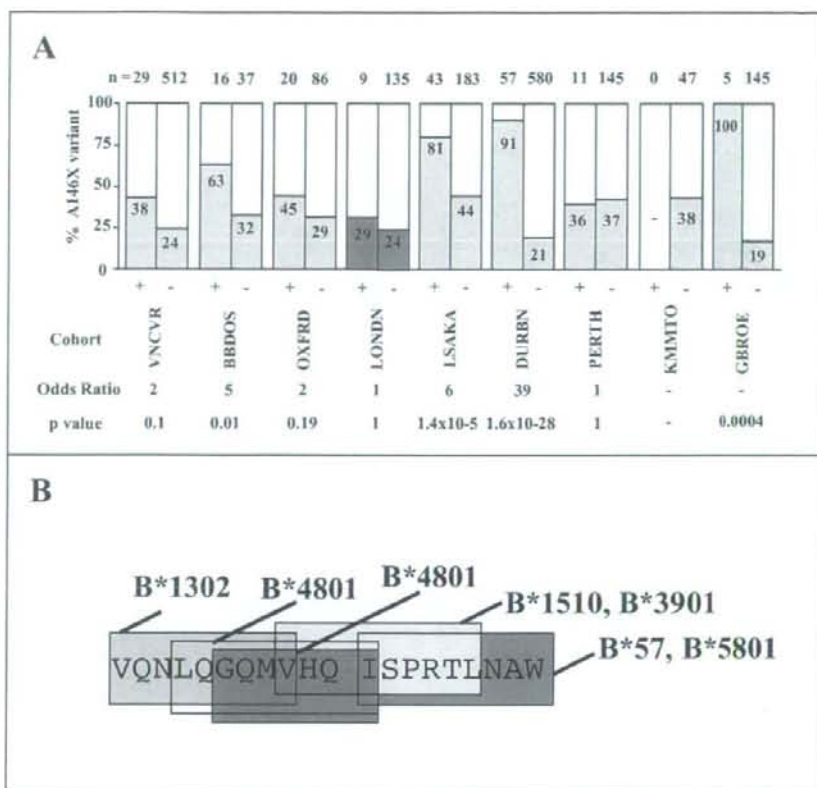 A
n = 29 512 16 37 20 86 9 135 43 183 57 580 11 145 0 47 5 145
% A146X variant
100
75
50
25
0
38 24 63 32 45 29 29 24 81 44 91 21 36 37 - 38 100 19
+ - + - + - + - + - + - + - + - + -
Cohort VNCVR BBDOS OXFRD LONDN LSAKA DURBN PERTH KMMTO GBROE
Odds Ratio 2 5 2 1 6 39 1 - -
p value 0.1 0.01 0.19 1 1.4x10-5 1.6x10-28 1 - 0.0004
B
B*1302 B*4801 B*4801 B*1510, B*3901
B*57, B*5801
VQNLQGQMVHQ ISPRTLNAW